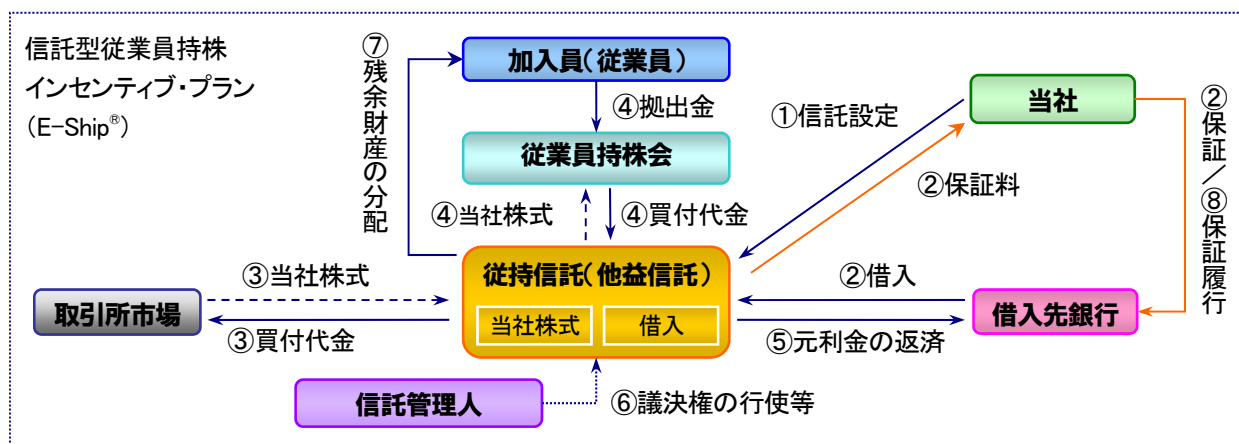 信託型従業員持株
インセンティブ・プラン
（E-Ship®）
⑦残余財産の分配
加入員（従業員）
④拠出金
従業員持株会
④当社株式
④買付代金
①信託設定
当社
②保証料
②保証／⑧保証履行
③当社株式
取引所市場
③買付代金
従持信託（他益信託）
当社株式
借入
②借入
借入先銀行
⑤元利金の返済
信託管理人
⑥議決権の行使等